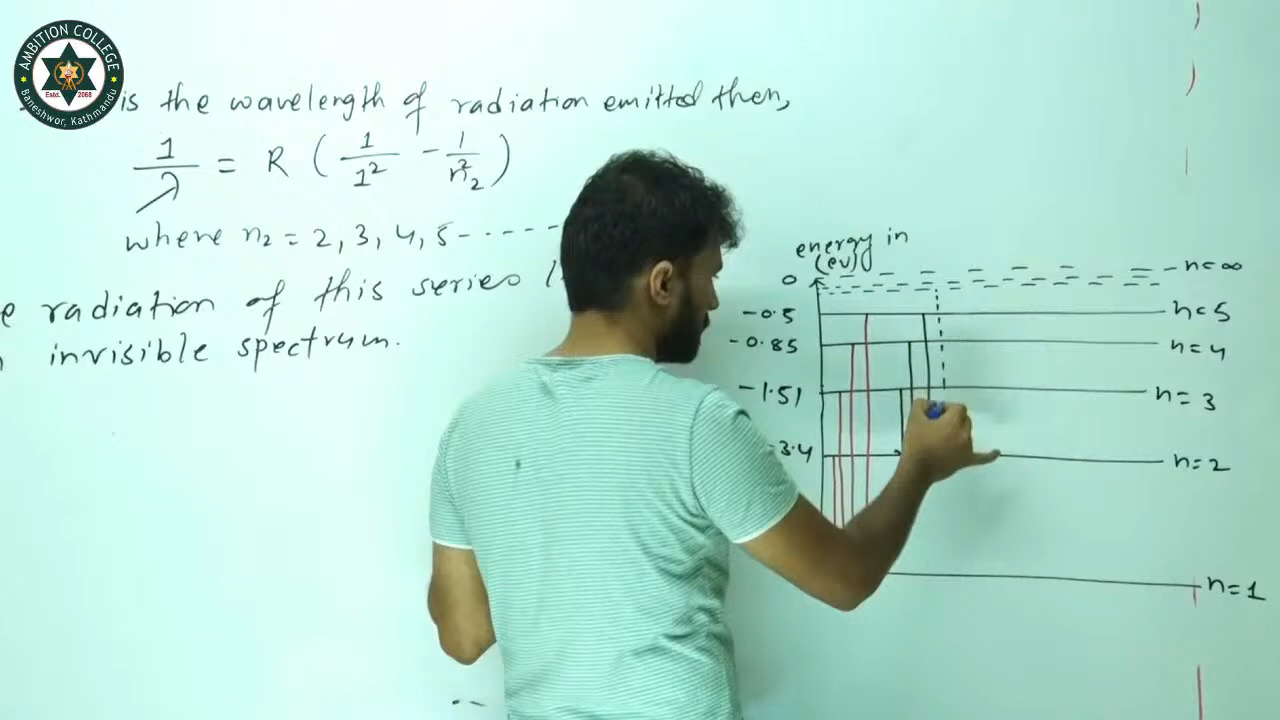 AMBITION COLLEGE
Estd. 2068
Baneshwor, Kathmandu
is the wavelength of radiation emitted then,
1/λ = R (1/1² - 1/n₂²)
where n₂ = 2, 3, 4, 5-----
radiation of this series
invisible spectrum.
energy in
(ev)
0 n=∞
-0.5 n=5
-0.85 n=4
-1.51 n=3
3.4 n=2
n=1